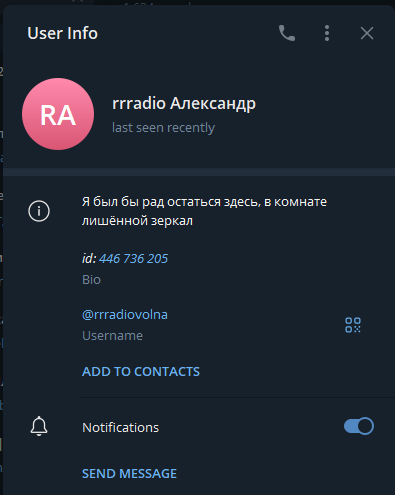 User Info
RA
rrradio Александр
last seen recently
Я был бы рад остаться здесь, в комнате
лишённой зеркал
id: 446 736 205
Bio
@rrradiovolna
Username
ADD TO CONTACTS
Notifications
SEND MESSAGE